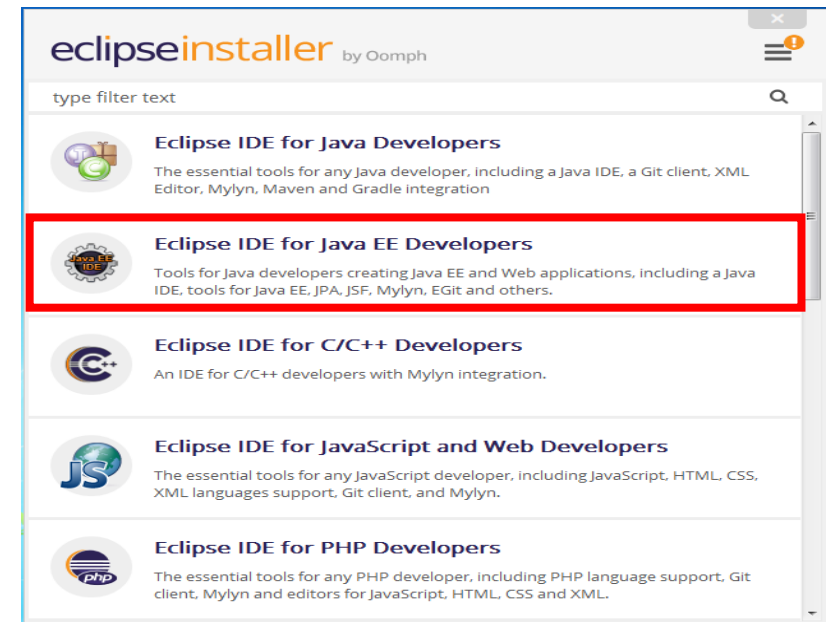 eclipseinstaller by Oomph
type filter text
Eclipse IDE for Java Developers
The essential tools for any Java developer, including a Java IDE, a Git client, XML
Editor, Mylyn, Maven and Gradle integration
Java EE
IDE
Eclipse IDE for Java EE Developers
Tools for Java developers creating Java EE and Web applications, including a Java
IDE, tools for Java EE, JPA, JSF, Mylyn, EGit and others.
C++
Eclipse IDE for C/C++ Developers
An IDE for C/C++ developers with Mylyn integration.
JS
Eclipse IDE for JavaScript and Web Developers
The essential tools for any JavaScript developer, including JavaScript, HTML, CSS,
XML languages support, Git client, and Mylyn.
php
Eclipse IDE for PHP Developers
The essential tools for any PHP developer, including PHP language support, Git
client, Mylyn and editors for JavaScript, HTML, CSS and XML.